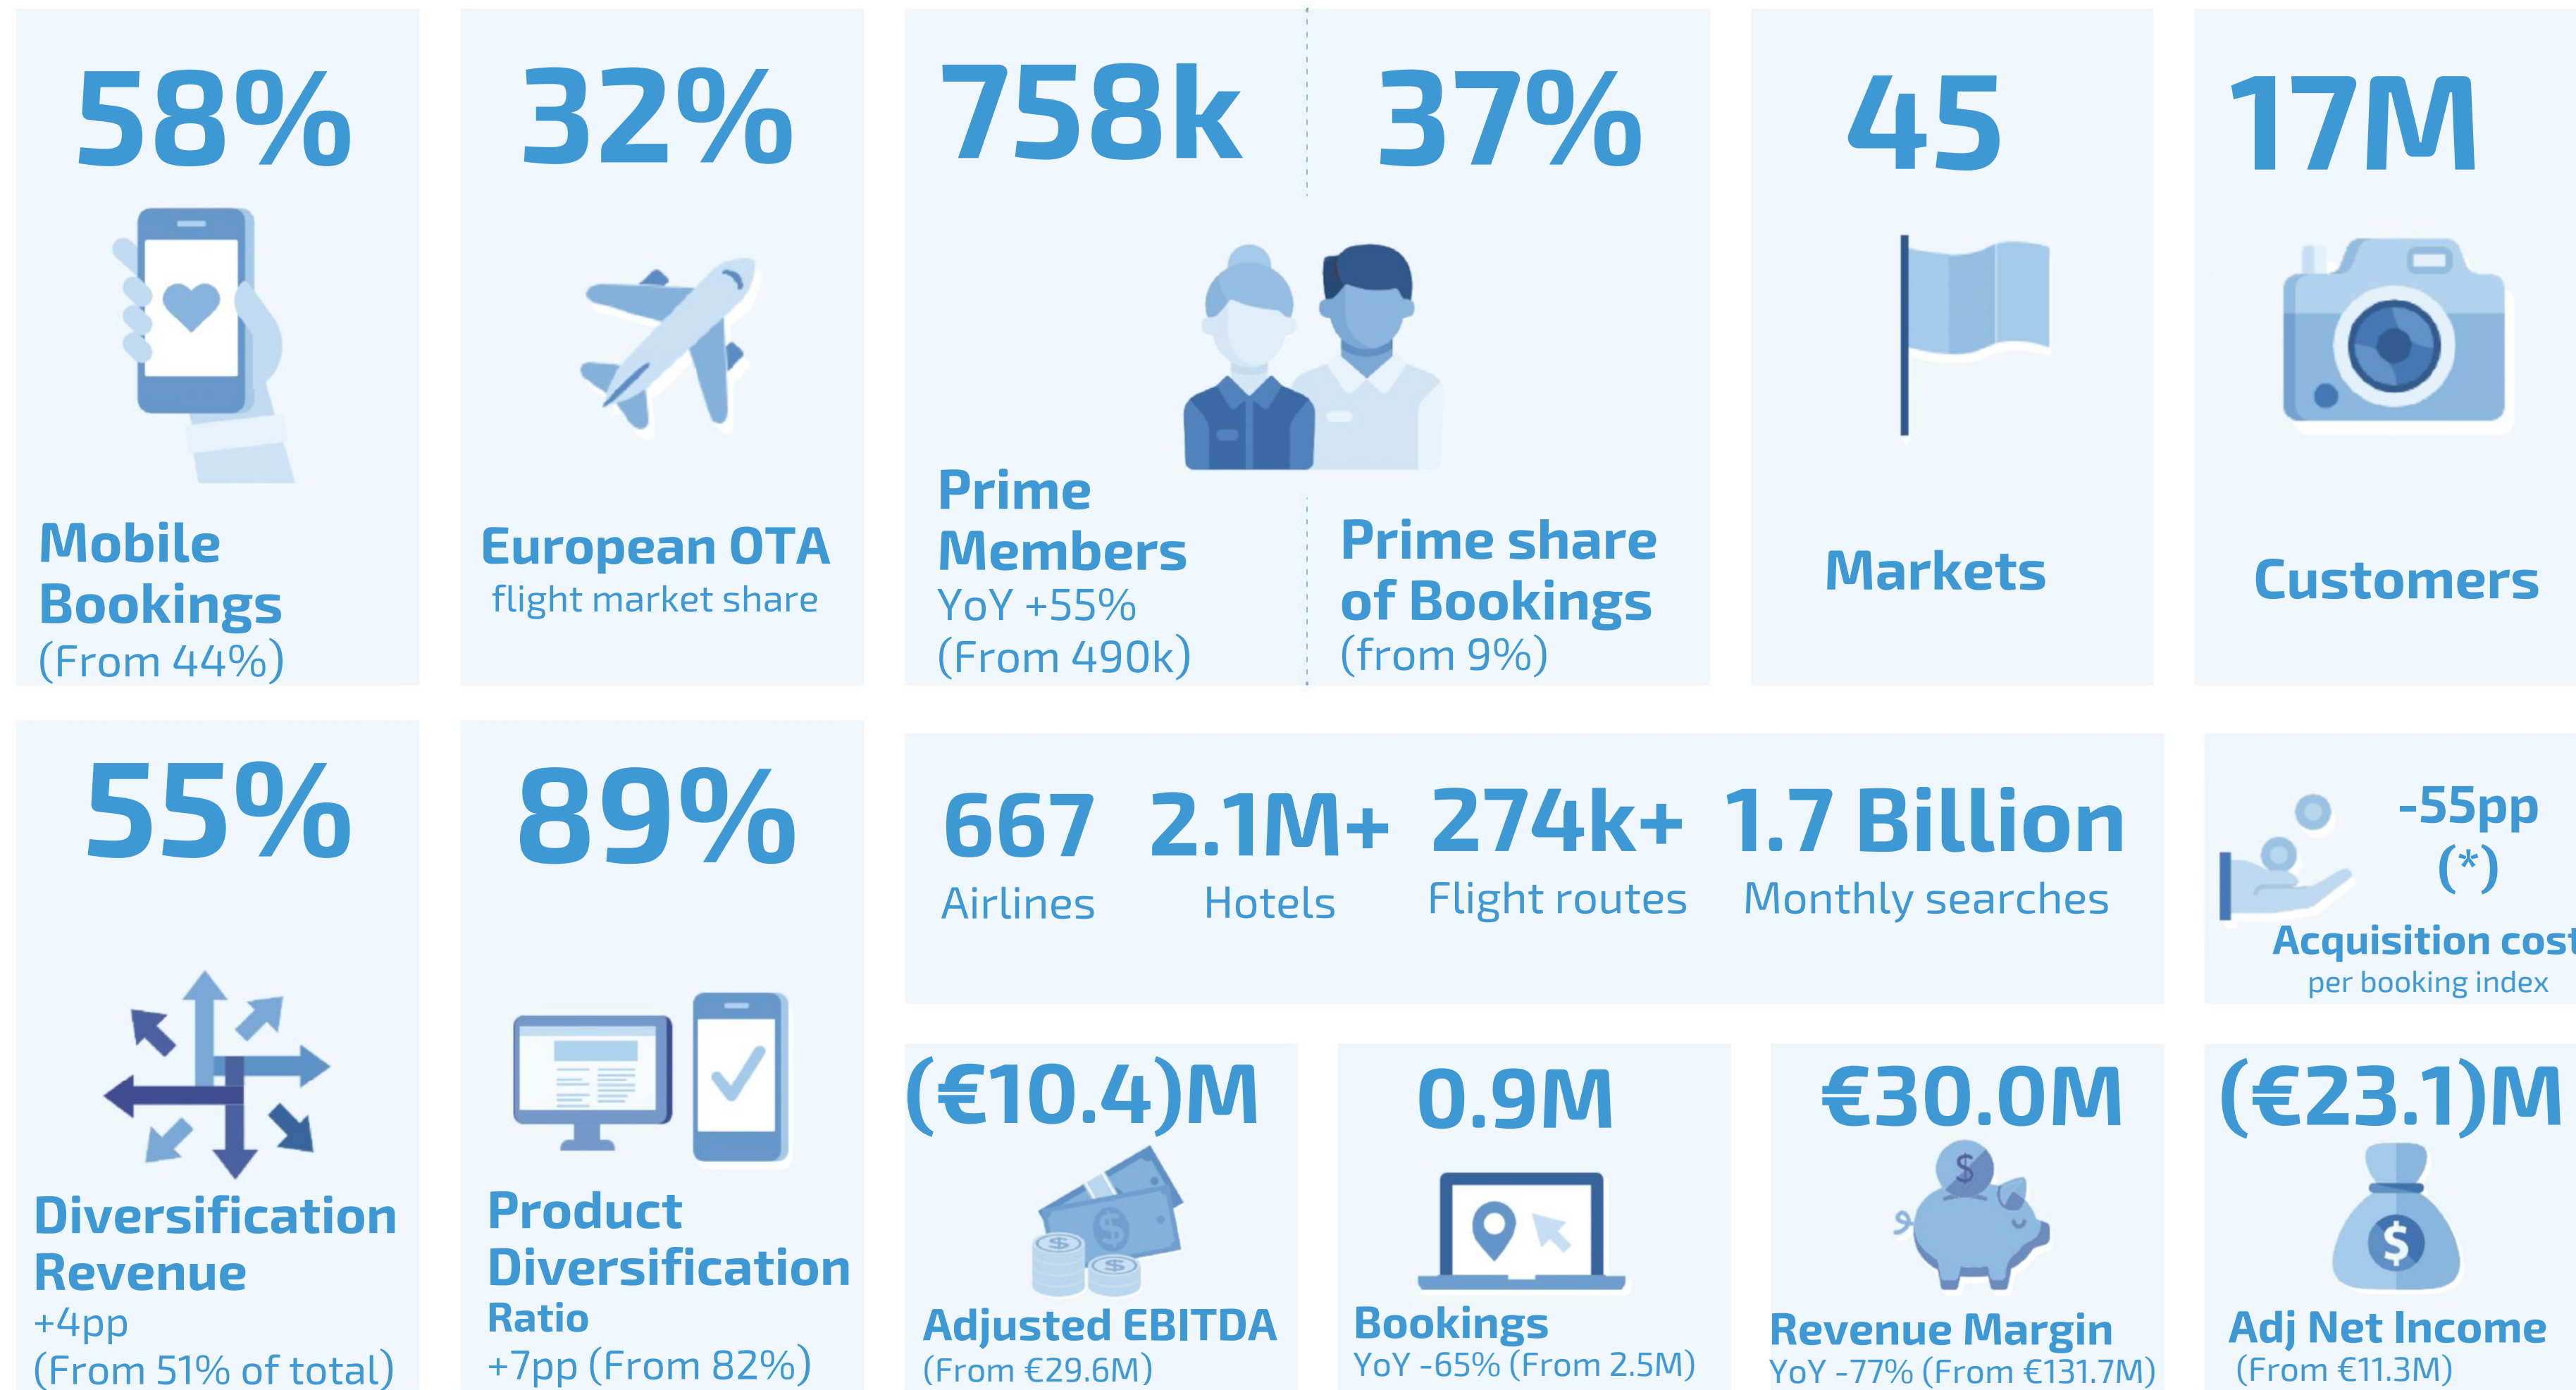 58%
Mobile
Bookings
(From 44%)
32%
European OTA
flight market share
758k
Prime
Members
YoY +55%
(From 490k)
37%
Prime share
of Bookings
(from 9%)
45
Markets
17M
Customers
55%
Diversification
Revenue
+4pp
(From 51% of total)
89%
Product
Diversification
Ratio
+7pp (From 82%)
667
Airlines
2.1M+
Hotels
274k+
Flight routes
1.7 Billion
Monthly searches
-55pp
(*)
Acquisition cost
per booking index
(€10.4)M
$
$
$
Adjusted EBITDA
(From €29.6M)
0.9M
Bookings
YoY -65% (From 2.5M)
€30.0M
$
Revenue Margin
YoY -77% (From €131.7M)
(€23.1)M
$
Adj Net Income
(From €11.3M)